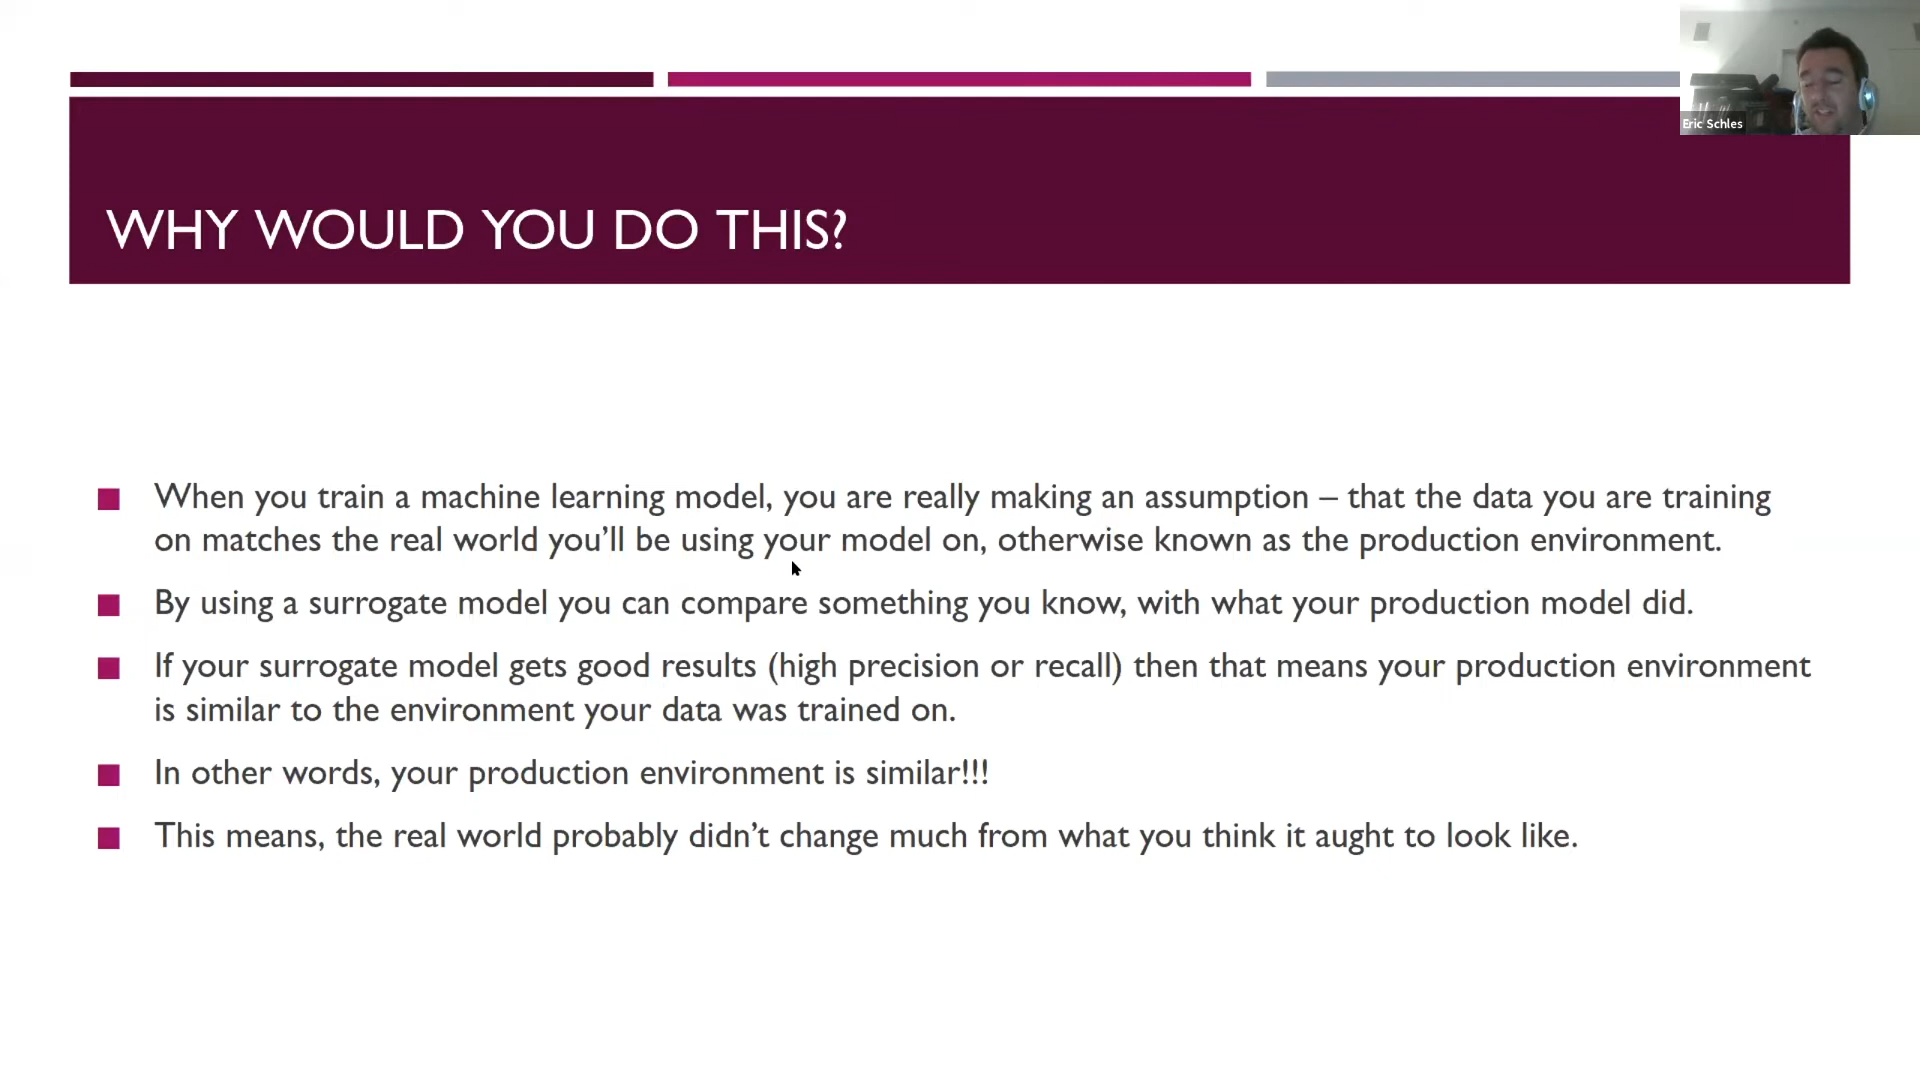 Eric Schles
WHY WOULD YOU DO THIS?
When you train a machine learning model, you are really making an assumption – that the data you are training
on matches the real world you’ll be using your model on, otherwise known as the production environment.
By using a surrogate model you can compare something you know, with what your production model did.
If your surrogate model gets good results (high precision or recall) then that means your production environment
is similar to the environment your data was trained on.
In other words, your production environment is similar!!!
This means, the real world probably didn’t change much from what you think it aught to look like.